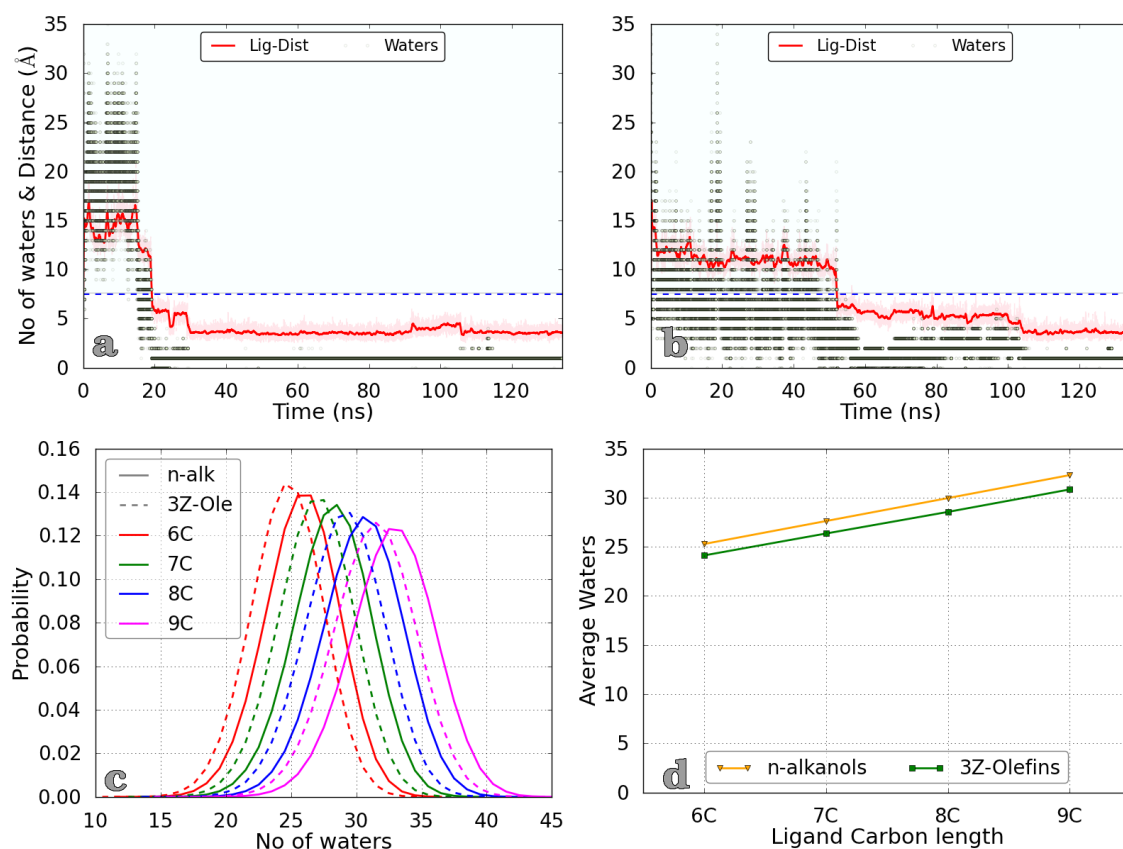 Lig-Dist Waters
No of waters & Distance (Å)
35
30
25
20
15
10
5
0
a
0 20 40 60 80 100 120
Time (ns)
Lig-Dist Waters
35
30
25
20
15
10
5
0
b
0 20 40 60 80 100 120
Time (ns)
Probability
0.16
0.14
0.12
0.10
0.08
0.06
0.04
0.02
0.00
n-alk
3Z-Ole
6C
7C
8C
9C
c
10 15 20 25 30 35 40 45
No of waters
Average Waters
35
30
25
20
15
10
5
0
n-alkanols 3Z-Olefins
d
6C 7C 8C 9C
Ligand Carbon length